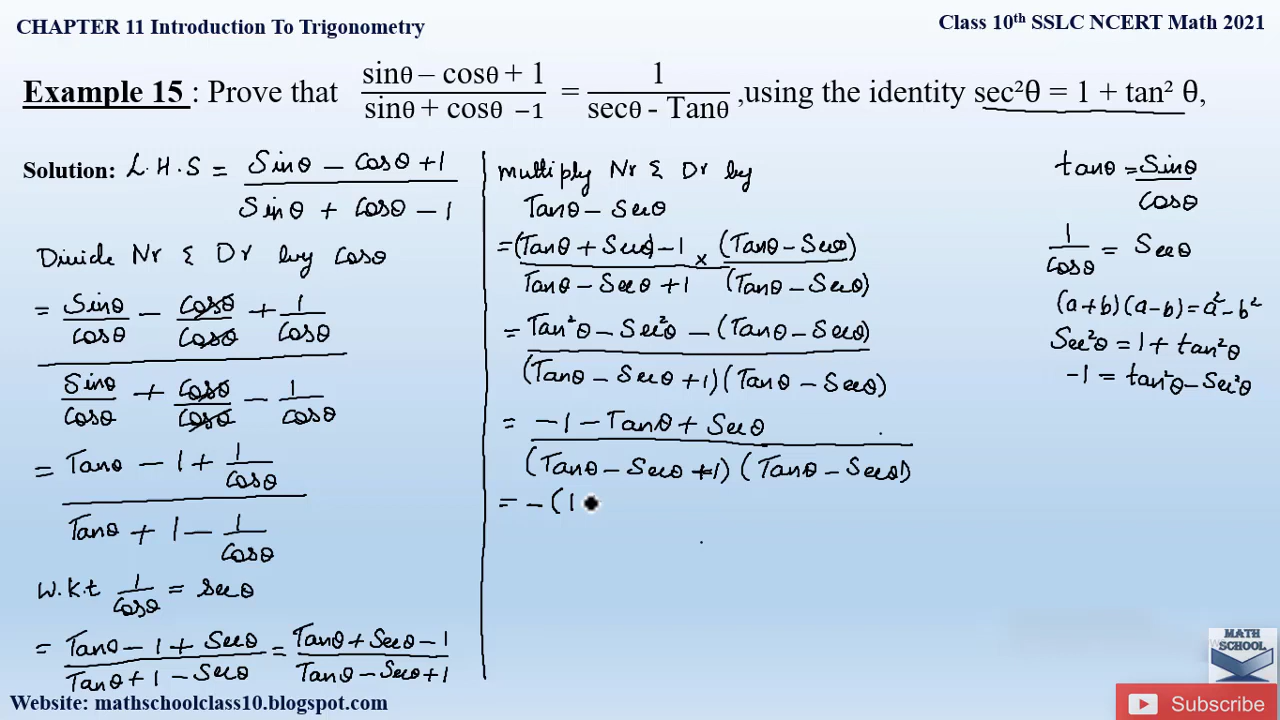 CHAPTER 11 Introduction To Trigonometry
Class 10th SSLC NCERT Math 2021
Example 15 : Prove that (sinθ – cosθ + 1)/(sinθ + cosθ –1) = 1/(secθ - Tanθ) ,using the identity sec²θ = 1 + tan² θ,
Solution: L.H.S = (Sinθ – Cosθ +1)/(Sinθ + Cosθ – 1)
Divide Nr & Dr by Cosθ
= (Sinθ/Cosθ – Cosθ/Cosθ + 1/Cosθ)/(Sinθ/Cosθ + Cosθ/Cosθ – 1/Cosθ)
= (Tanθ – 1 + 1/Cosθ)/(Tanθ + 1 – 1/Cosθ)
W.K.t 1/Cosθ = Secθ
= (Tanθ – 1 + Secθ)/(Tanθ + 1 – Secθ) = (Tanθ + Secθ – 1)/(Tanθ – Secθ + 1)
Multiply Nr & Dr by
Tanθ – Secθ
= ((Tanθ + Secθ) – 1)/(Tanθ – Secθ + 1) × (Tanθ – Secθ)/(Tanθ – Secθ)
= (Tan²θ – Sec²θ – (Tanθ – Secθ))/((Tanθ – Secθ +1)(Tanθ – Secθ))
= (–1 – Tanθ + Secθ)/((Tanθ – Secθ +1)(Tanθ – Secθ))
= – (1
tanθ = Sinθ/Cosθ
1/Cosθ = Secθ
(a+b)(a–b) = a² – b²
Sec²θ = 1 + tan²θ
–1 = tan²θ – Sec²θ
MATH
SCHOOL
Website: mathschoolclass10.blogspot.com
Subscribe